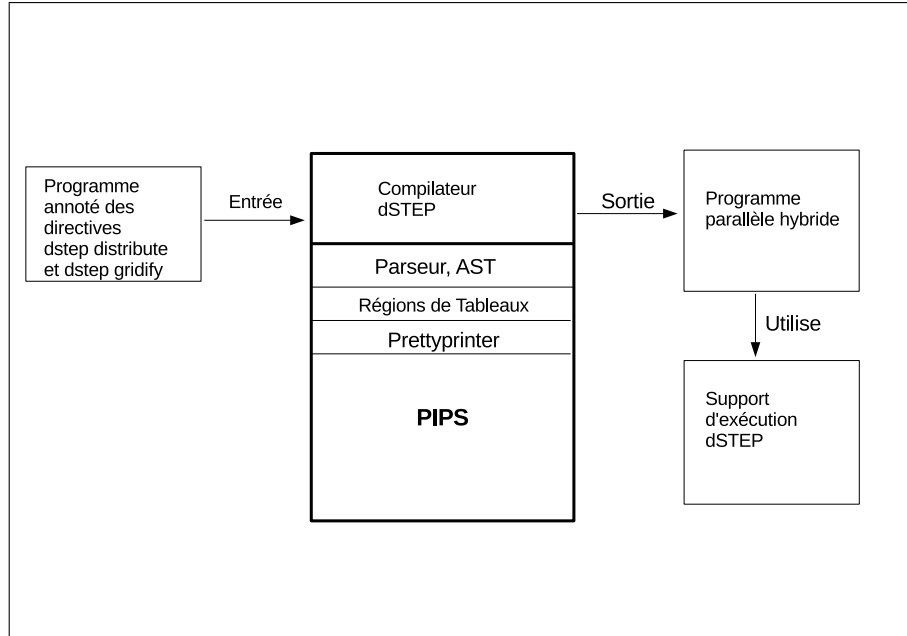 Programme
annoté des
directives
dstep distribute
et dstep gridify
Entrée
Compilateur
dSTEP
Parseur, AST
Régions de Tableaux
Prettyprinter
PIPS
Sortie
Programme
parallèle hybride
Utilise
Support
d'exécution
dSTEP